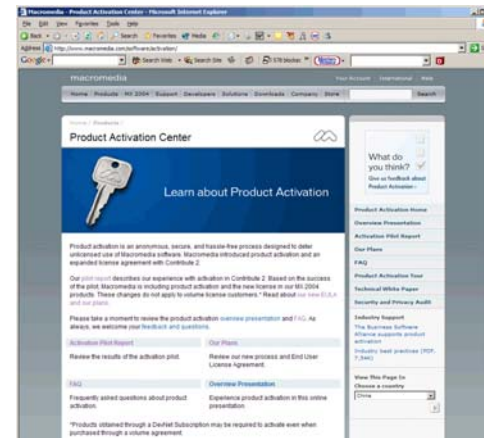 Macromedia - Product Activation Center - Microsoft Internet Explorer
File Edit View Favorites Tools Help
Back Search Favorites Media
Address http://www.macromedia.com/software/activation/
Google Search Web Search Site
macromedia
Your Account International Help
Home Products MX 2004 Support Developers Solutions Downloads Company Store Search
Home / Products /
Product Activation Center
Learn about Product Activation
What do
you think?
Give us feedback about
Product Activation
Product activation is an anonymous, secure, and hassle-free process designed to deter
unlicensed use of Macromedia software. Macromedia introduced product activation and an
expanded license agreement with Contribute 2.
Our pilot report describes our experience with activation in Contribute 2. Based on the success
of the pilot, Macromedia is including product activation and the new license in our MX 2004
products. These changes do not apply to volume license customers.* Read about our new EULA
and our plans.
Please take a moment to review the product activation overview presentation and FAQ. As
always, we welcome your feedback and questions.
Activation Pilot Report
Our Plans
Review the results of the activation pilot.
Review our new process and End User
License Agreement.
FAQ
Overview Presentation
Frequently asked questions about product
activation.
Experience product activation in this online
presentation.
*Products obtained through a DevNet Subscription may be required to activate even when
purchased through a volume agreement.
Product Activation Home
Overview Presentation
Activation Pilot Report
Our Plans
FAQ
Product Activation Tour
Technical White Paper
Security and Privacy Audit
Industry Support
The Business Software
Alliance supports product
activation
Industry best practices (PDF,
View This Page In
Choose a country
China